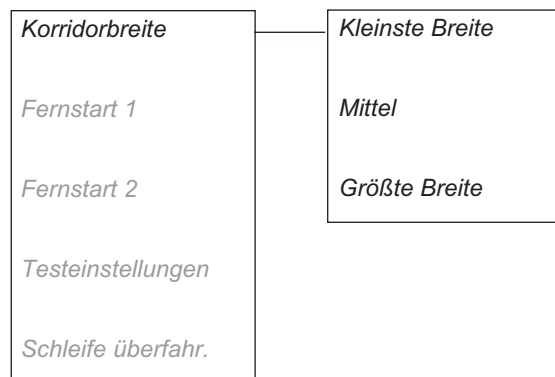 Korridorbreite
Fernstart 1
Fernstart 2
Testeinstellungen
Schleife überfahr.
Kleinste Breite
Mittel
Größte Breite